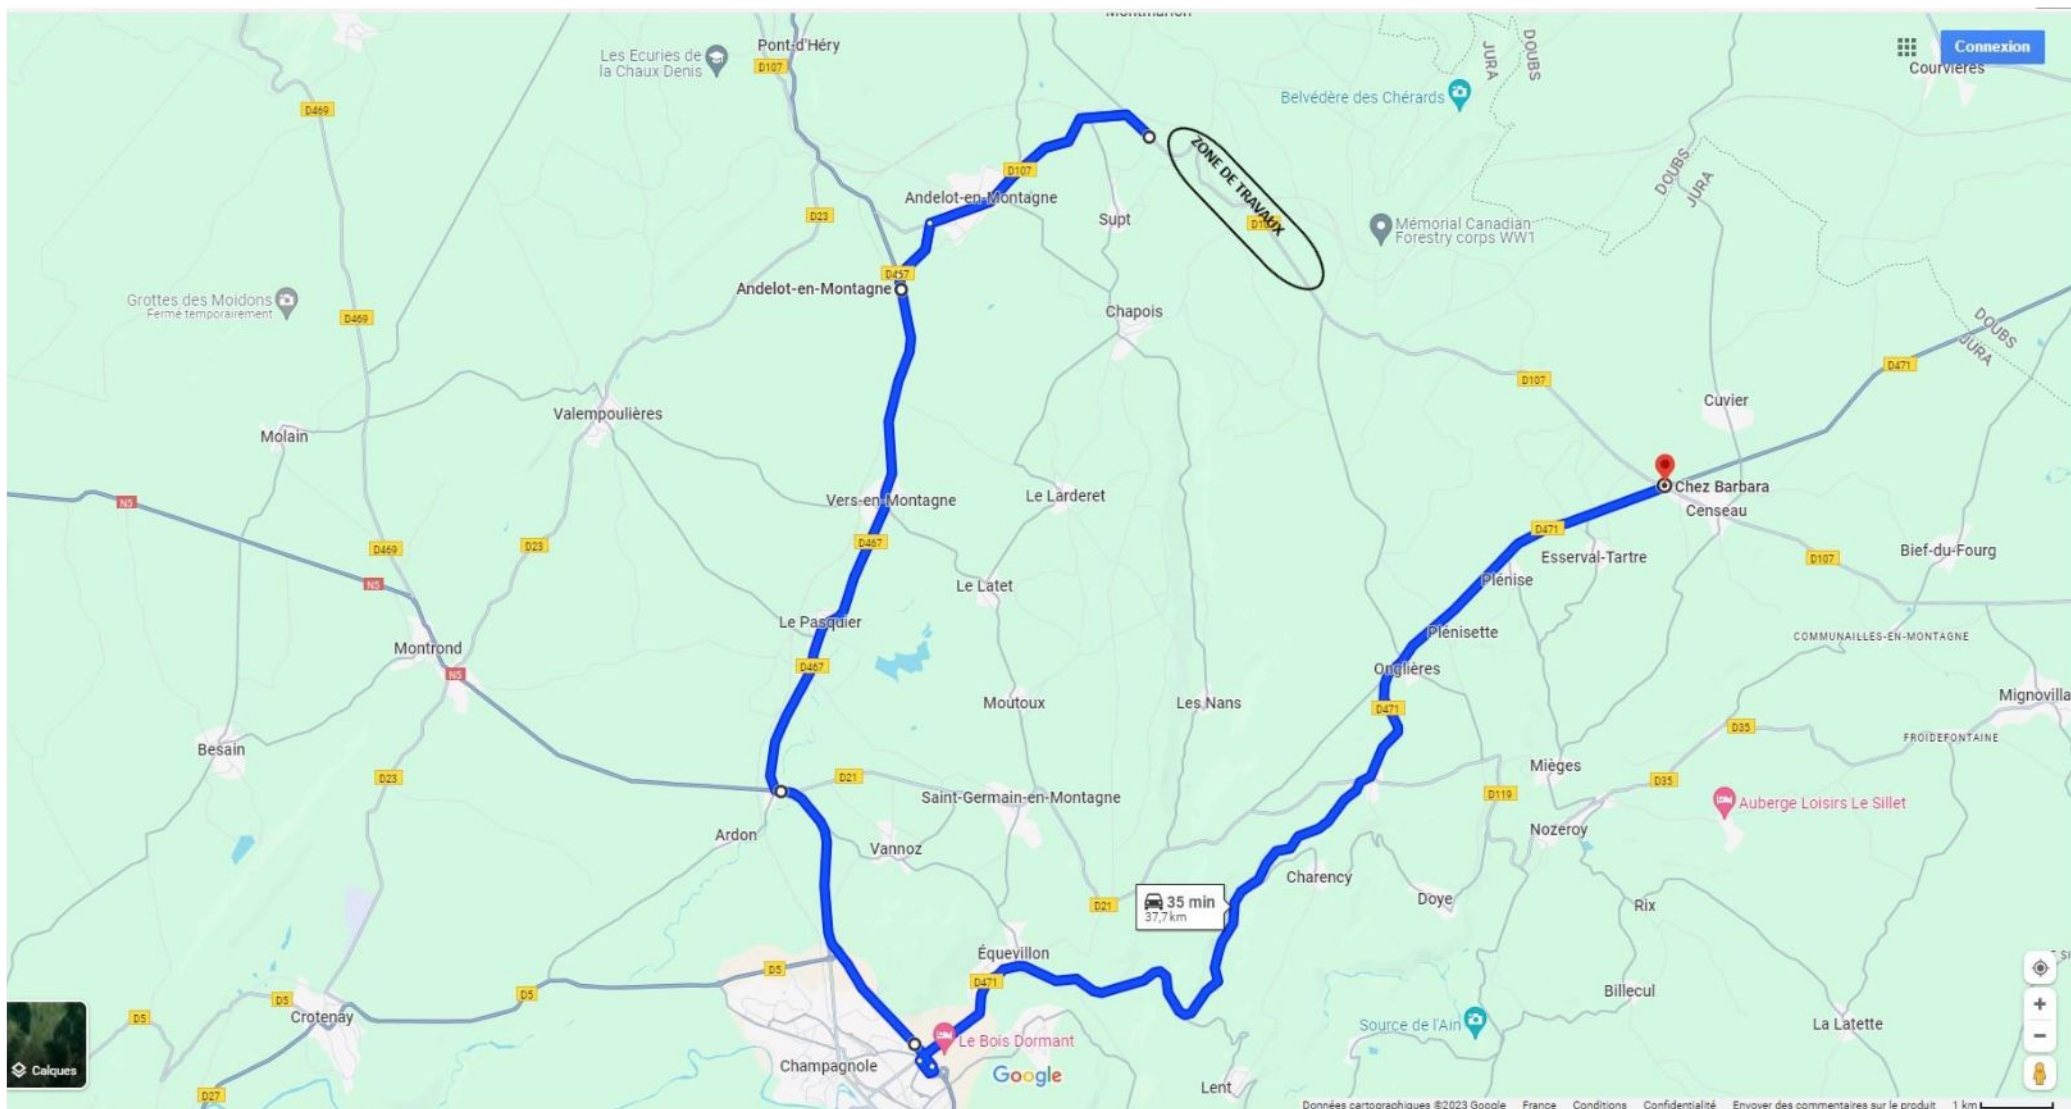 Connexion
Courvières
Les Ecuries de
la Chaux Denis
Pont-d'Héry
D107
JURA
DOUBS
Belvédère des Chérards
D469
ZONE DE TRAVAUX
D107
Andelot-en-Montagne
DOUBS
JURA
D23
Supt
Mémorial Canadian
Forestry corps WW1
Andelot-en-Montagne
Grottes des Moidons
Fermé temporairement
D469
Chapois
DOUBS
JURA
D471
D107
Valempoulières
Cuvier
Molain
Chez Barbara
Censeau
N5
Vers-en-Montagne
Le Larderet
D471
D469
D23
D467
Esserval-Tartre
D107
Bief-du-Fourg
N5
Le Latet
Plénise
Le Pasquier
Plénisette
COMMUNAILLES-EN-MONTAGNE
Montrond
N5
D467
Onglières
Moutoux
Les Nans
D471
Mignovilla
D35
FROIDEFONTAINE
Besain
D23
D21
Mièges
D35
D119
Saint-Germain-en-Montagne
Auberge Loisirs Le Sillet
Ardon
Vannoz
Nozeroy
Charency
35 min
37,7 km
D21
Doye
Rix
Équevillon
D5
D471
D5
D5
D5
Crotenay
Billecul
Source de l'Ain
La Latette
Le Bois Dormant
Champagnole
Google
Calques
D27
Lent
Données cartographiques ©2023 Google France Conditions Confidentialité Envoyer des commentaires sur le produit 1 km